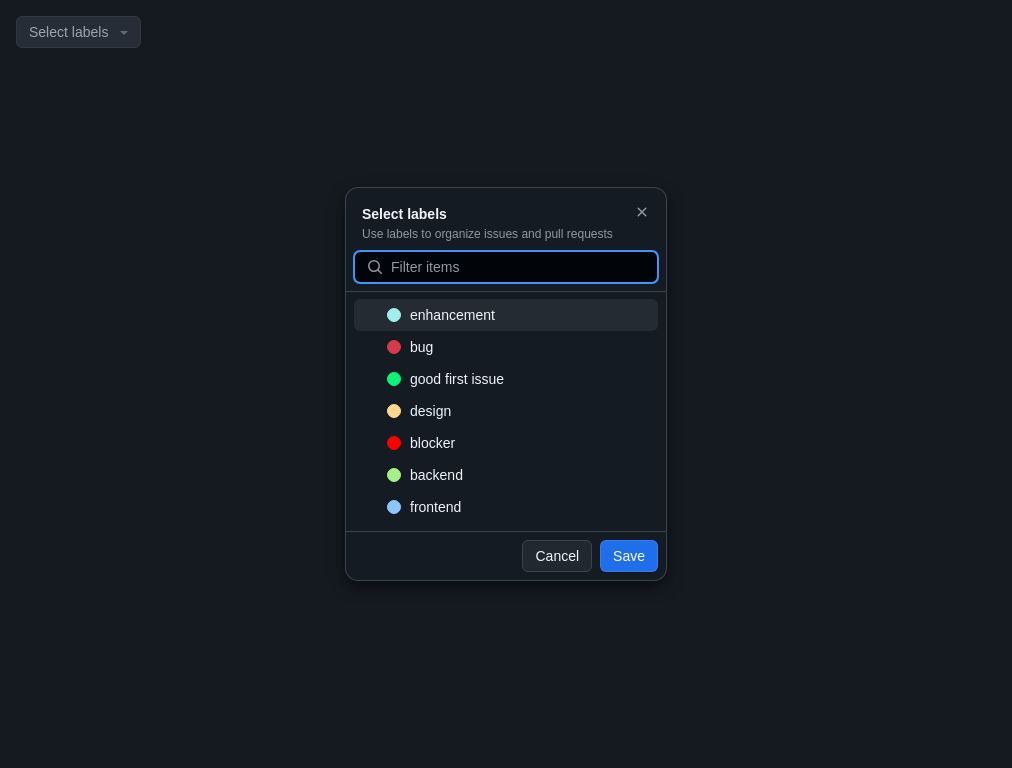 Select labels
Select labels
Use labels to organize issues and pull requests
Filter items
enhancement
bug
good first issue
design
blocker
backend
frontend
Cancel Save